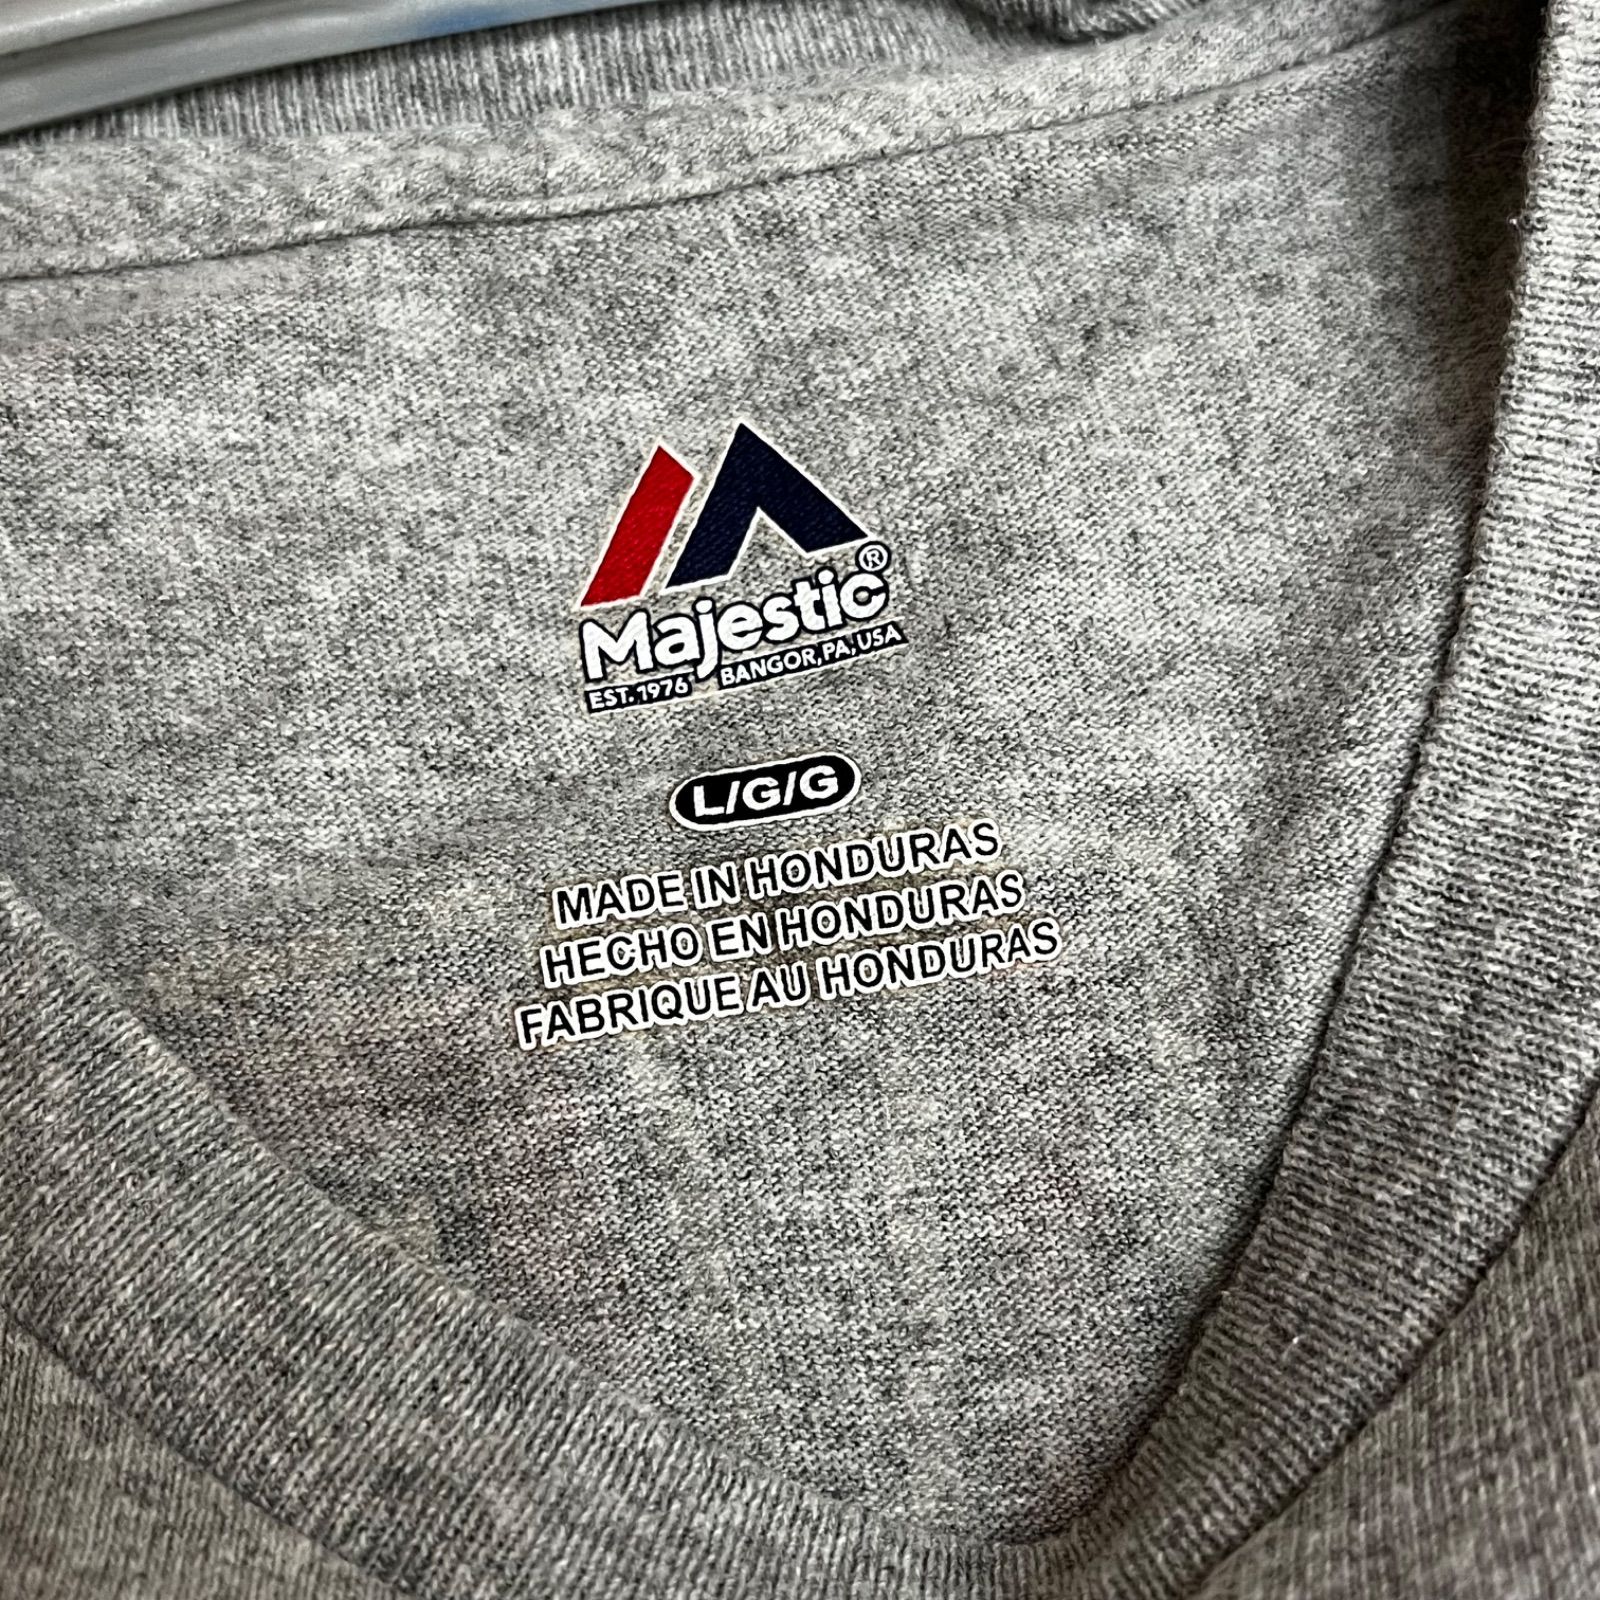 Majestic®
EST. 1976 BANGOR, PA, USA
L/G/G
MADE IN HONDURAS
HECHO EN HONDURAS
FABRIQUE AU HONDURAS